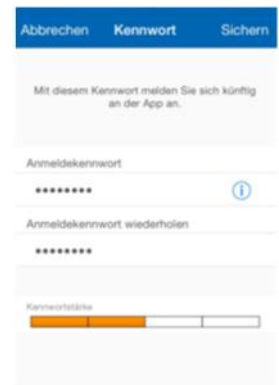 Abbrechen Kennwort Sichern
Mit diesem Kennwort melden Sie sich künftig
an der App an.
Anmeldekennwort
••••••••
Anmeldekennwort wiederholen
••••••••
Kennwortstärke